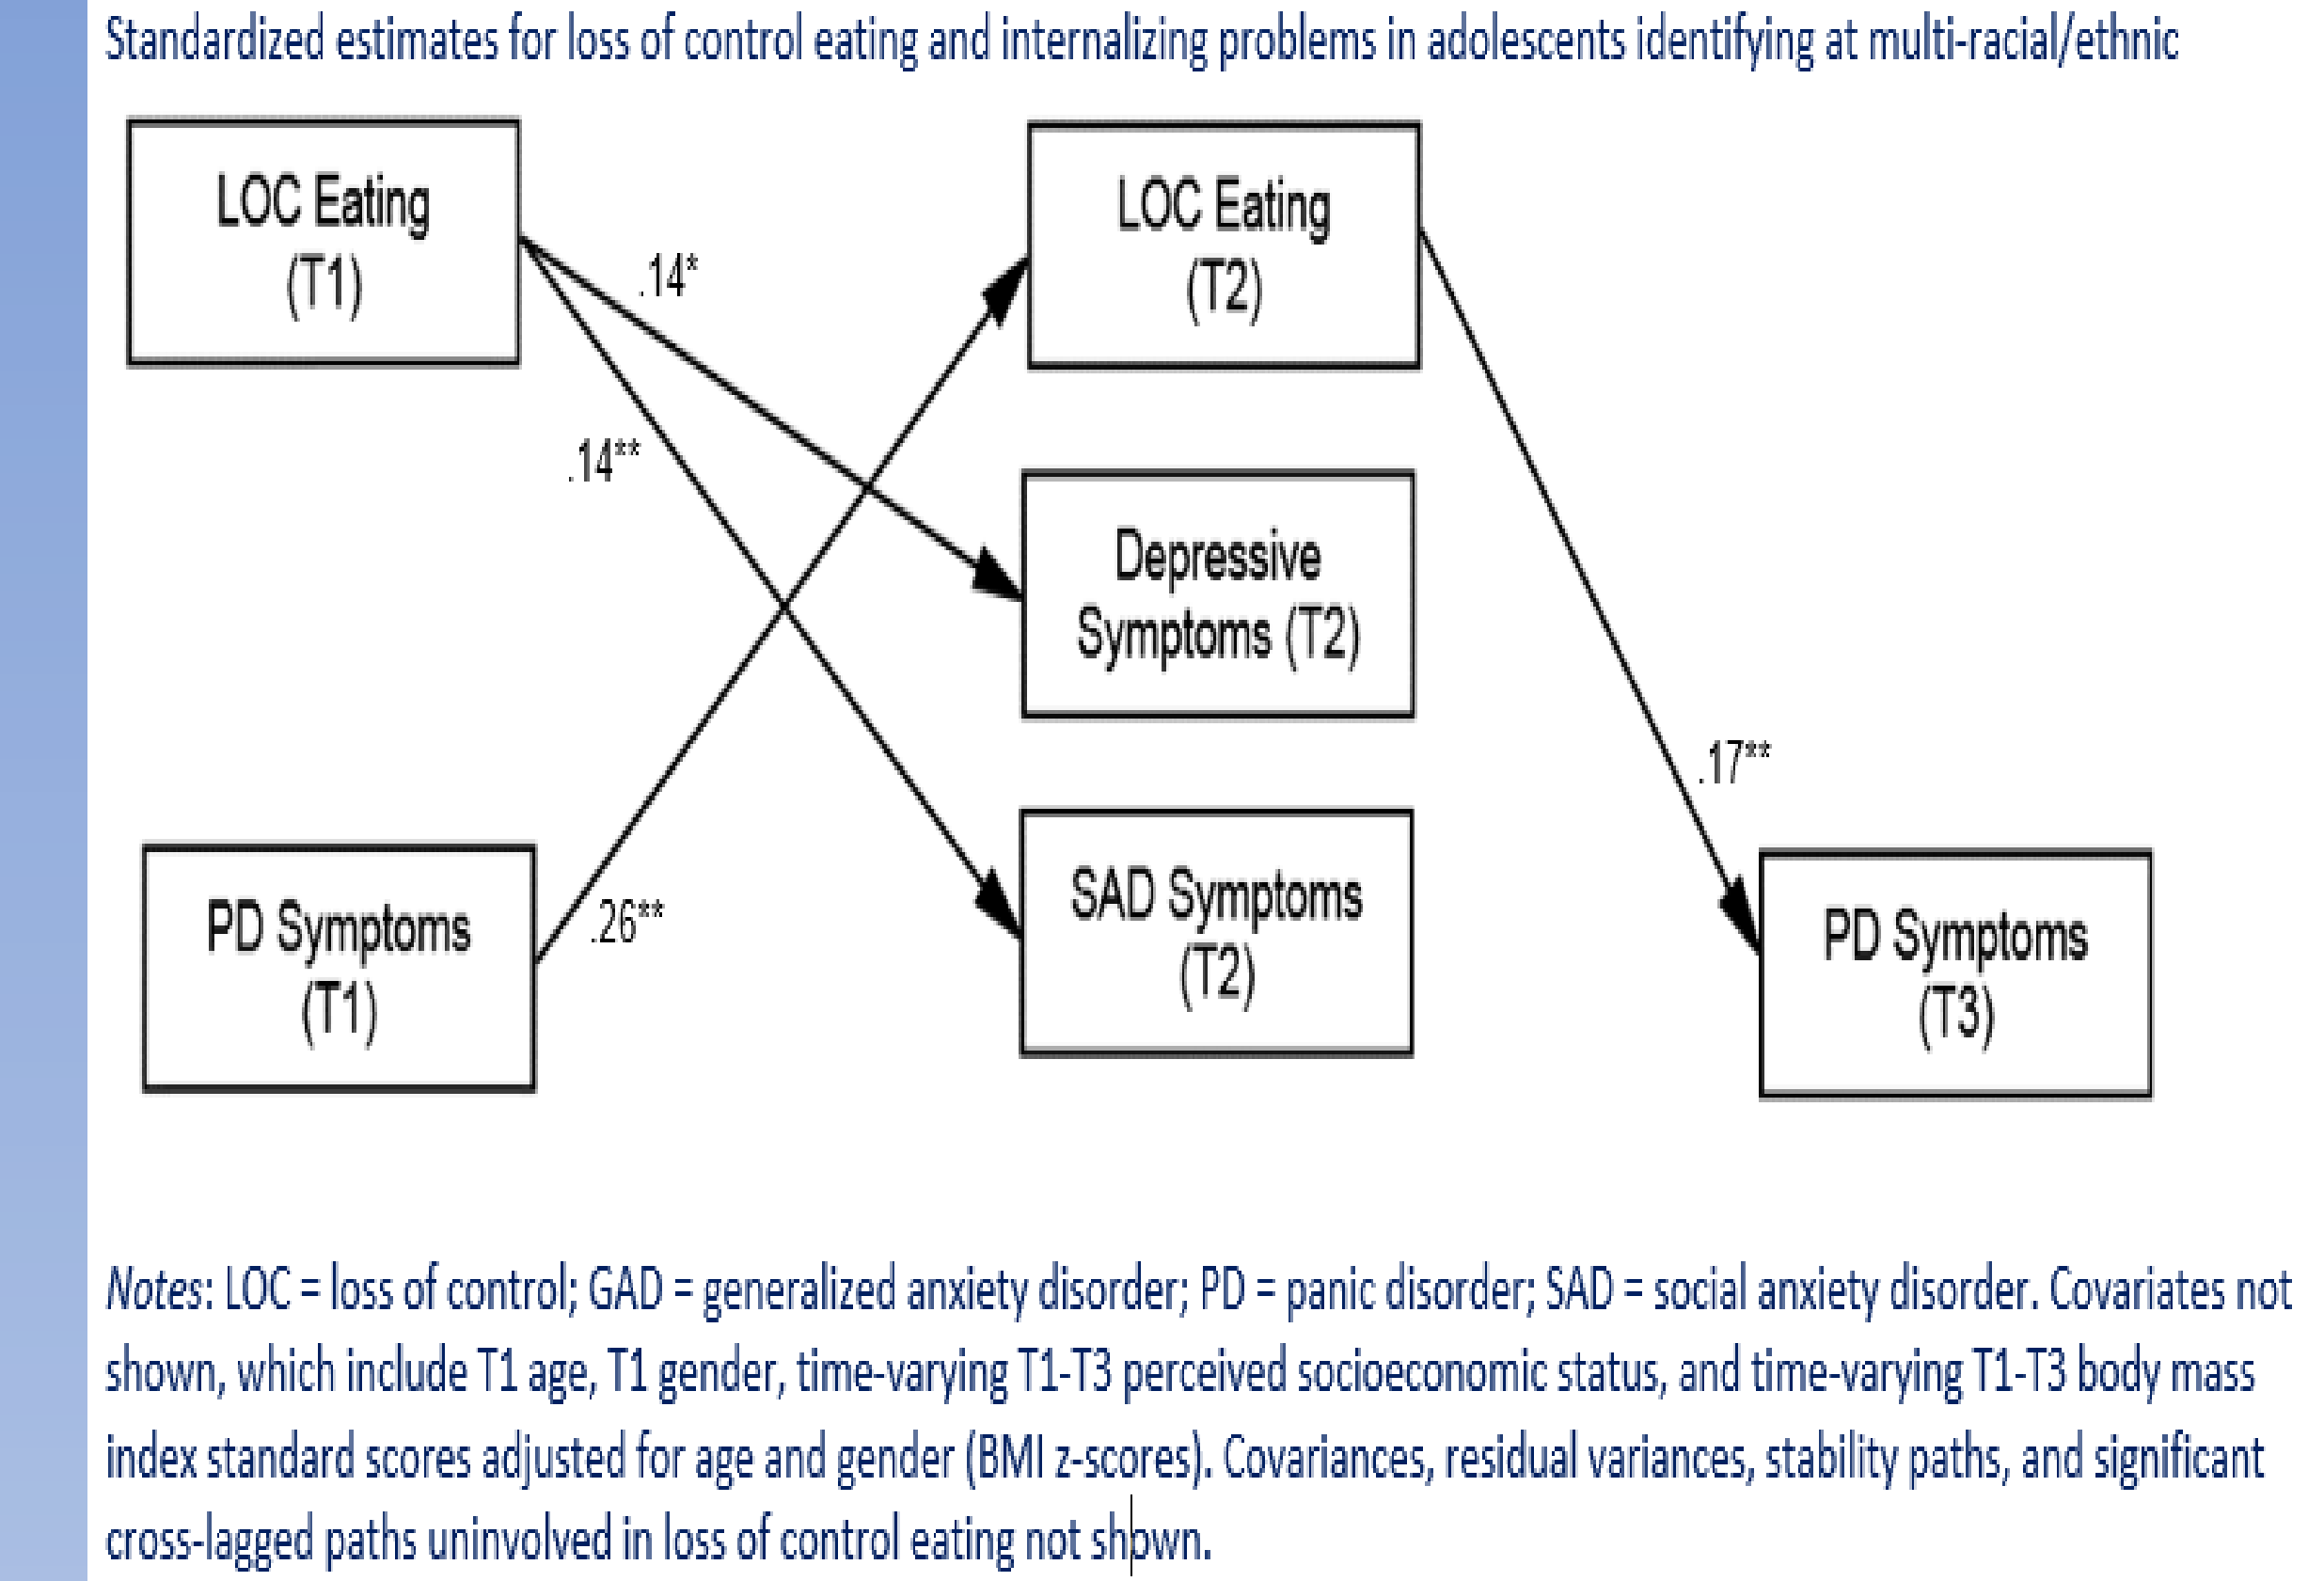 Standardized estimates for loss of control eating and internalizing problems in adolescents identifying at multi-racial/ethnic
LOC Eating
(T1)
LOC Eating
(T2)
.14*
.14**
Depressive
Symptoms (T2)
.17**
PD Symptoms
(T1)
.26**
SAD Symptoms
(T2)
PD Symptoms
(T3)
Notes: LOC = loss of control; GAD = generalized anxiety disorder; PD = panic disorder; SAD = social anxiety disorder. Covariates not
shown, which include T1 age, T1 gender, time-varying T1-T3 perceived socioeconomic status, and time-varying T1-T3 body mass
index standard scores adjusted for age and gender (BMI z-scores). Covariances, residual variances, stability paths, and significant
cross-lagged paths uninvolved in loss of control eating not shown.